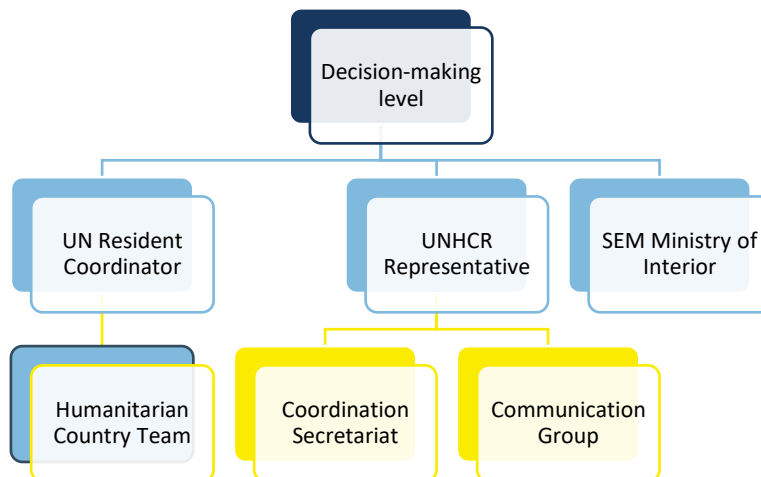 Decision-making
level
UN Resident
Coordinator
UNHCR
Representative
SEM Ministry of
Interior
Humanitarian
Country Team
Coordination
Secretariat
Communication
Group